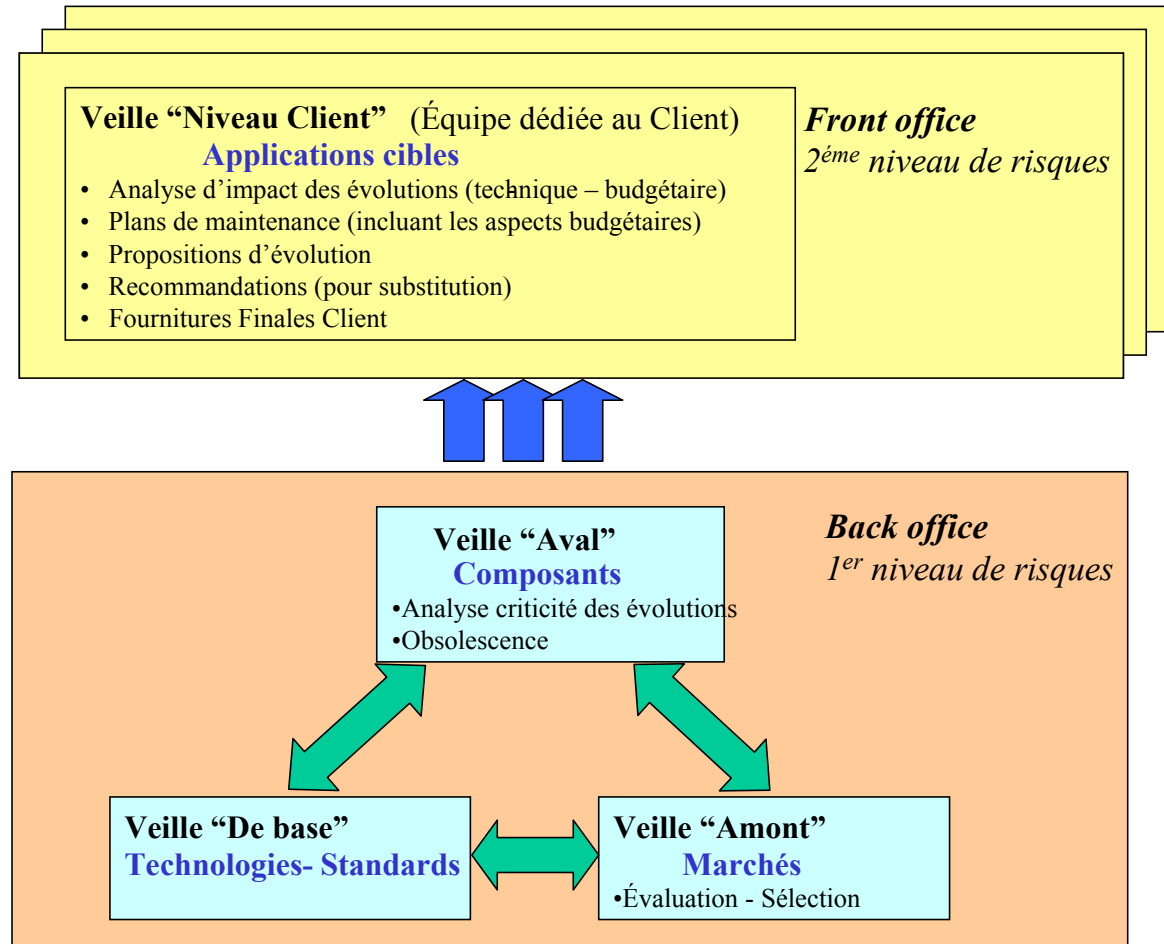 Veille “Niveau Client” (Équipe dédiée au Client)
Applications cibles
• Analyse d’impact des évolutions (technique – budgétaire)
• Plans de maintenance (incluant les aspects budgétaires)
• Propositions d’évolution
• Recommandations (pour substitution)
• Fournitures Finales Client
Front office
2éme niveau de risques
Back office
1er niveau de risques
Veille “Aval”
Composants
•Analyse criticité des évolutions
•Obsolescence
Veille “De base”
Technologies- Standards
Veille “Amont”
Marchés
•Évaluation - Sélection